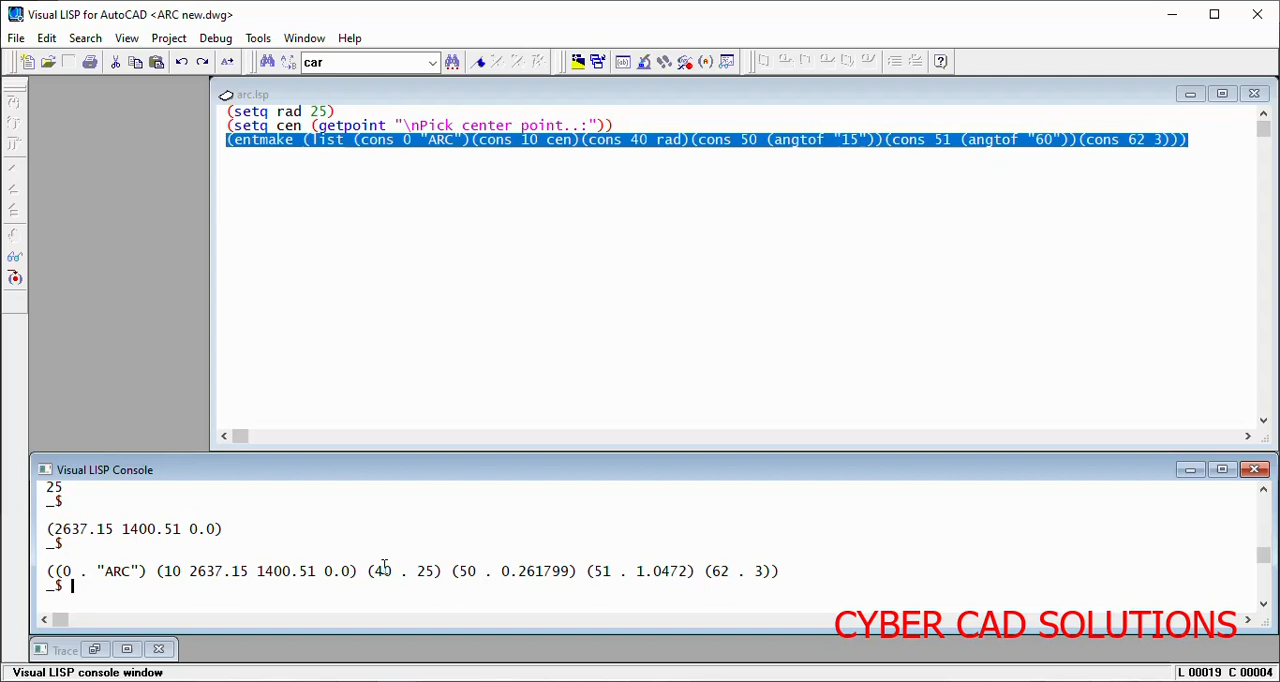 Visual LISP for AutoCAD <ARC new.dwg>
File Edit Search View Project Debug Tools Window Help
car
arc.lsp
(setq rad 25)
(setq cen (getpoint "\nPick center point..:"))
(entmake (list (cons 0 "ARC")(cons 10 cen)(cons 40 rad)(cons 50 (angtof "15"))(cons 51 (angtof "60"))(cons 62 3)))
Visual LISP Console
25
_$
(2637.15 1400.51 0.0)
_$
((0 . "ARC") (10 2637.15 1400.51 0.0) (40 . 25) (50 . 0.261799) (51 . 1.0472) (62 . 3))
_$
CYBER CAD SOLUTIONS
Trace
Visual LISP console window
L 00019 C 00004